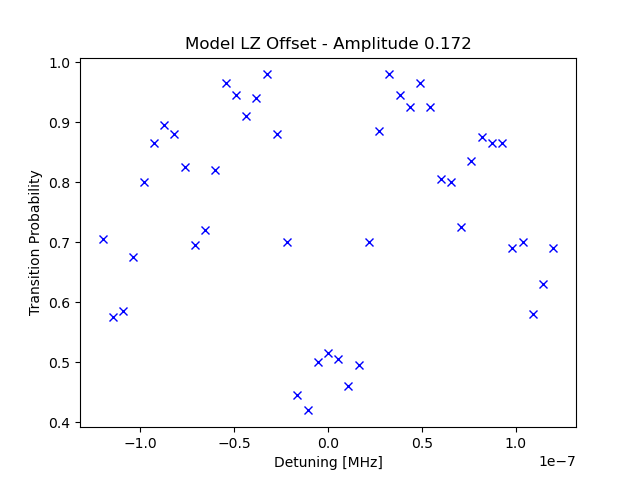 Model LZ Offset - Amplitude 0.172
Transition Probability
1.0
0.9
0.8
0.7
0.6
0.5
0.4
−1.0 −0.5 0.0 0.5 1.0
1e−7
Detuning [MHz]